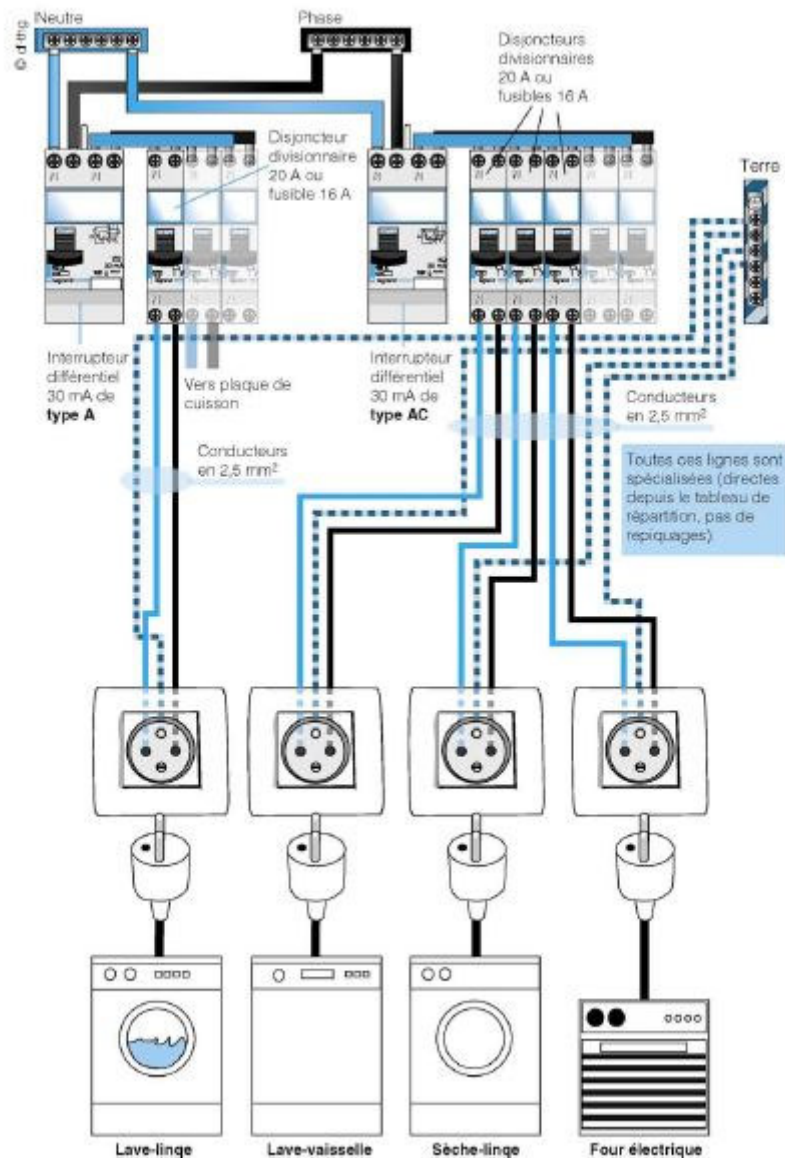 © d'thg.
Neutre
Phase
Disjoncteurs
divisionnaires
20 A ou
fusibles 16 A
Disjoncteur
divisionnaire
20 A ou
fusible 16 A
Terre
Interrupteur
différentiel
30 mA de
type A
Vers plaque de
cuisson
Interrupteur
différentiel
30 mA de
type AC
Conducteurs
en 2,5 mm²
Conducteurs
en 2,5 mm²
Toutes ces lignes sont
spécialisées (directes
depuis le tableau de
répartition, pas de
repiquages)
Lave-linge
Lave-vaisselle
Sèche-linge
Four électrique